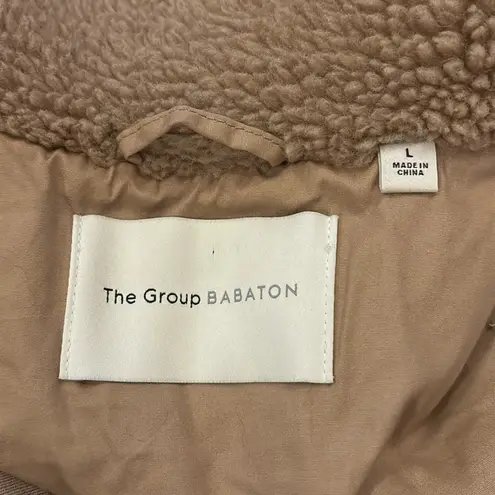 L
MADE IN
CHINA
The Group BABATON